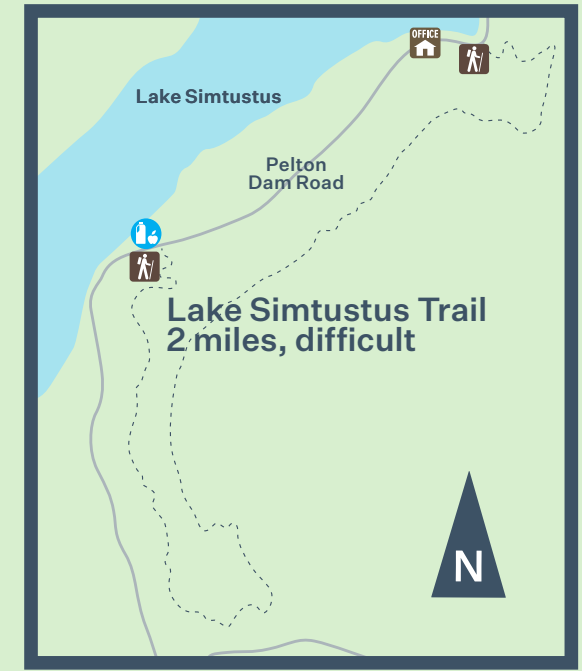 OFFICE
Lake Simtustus
Pelton
Dam Road
Lake Simtustus Trail
2 miles, difficult
N